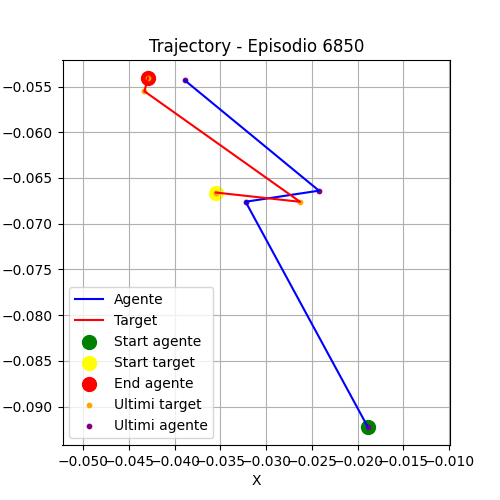 Trajectory - Episodio 6850
−0.055
−0.060
−0.065
−0.070
−0.075
−0.080
−0.085
−0.090
Agente
Target
Start agente
Start target
End agente
Ultimi target
Ultimi agente
−0.050 −0.045 −0.040 −0.035 −0.030 −0.025 −0.020 −0.015 −0.010
X